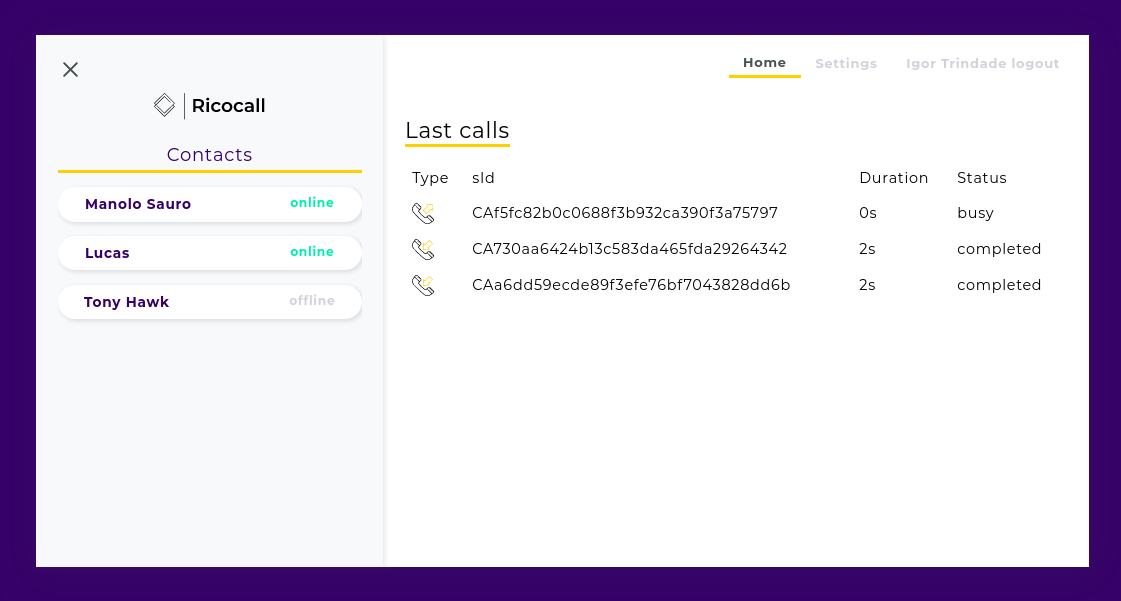 Ricocall
Contacts
Manolo Sauro online
Lucas online
Tony Hawk offline
Home Settings Igor Trindade logout
Last calls
Type sId Duration Status
CAf5fc82b0c0688f3b932ca390f3a75797 0s busy
CA730aa6424b13c583da465fda29264342 2s completed
CAa6dd59ecde89f3efe76bf7043828dd6b 2s completed